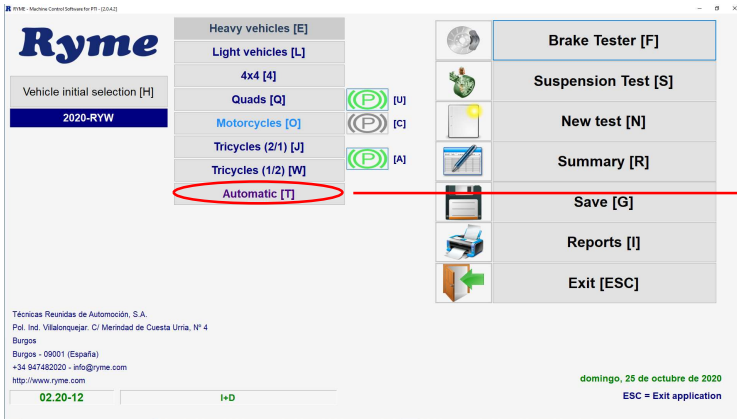 RYME - Machine Control Software for PTI - [2.0.4.2]
Ryme
Vehicle initial selection [H]
2020-RYW
Heavy vehicles [E]
Light vehicles [L]
4x4 [4]
Quads [Q]
Motorcycles [O]
Tricycles (2/1) [J]
Tricycles (1/2) [W]
Automatic [T]
(P) [U]
(P) [C]
(P) [A]
Brake Tester [F]
Suspension Test [S]
New test [N]
Summary [R]
Save [G]
Reports [I]
Exit [ESC]
Técnicas Reunidas de Automoción, S.A.
Pol. Ind. Villalonquejar. C/ Merindad de Cuesta Urria, Nº 4
Burgos
Burgos - 09001 (España)
+34 947482020 - info@ryme.com
http://www.ryme.com
02.20-12
I+D
domingo, 25 de octubre de 2020
ESC = Exit application